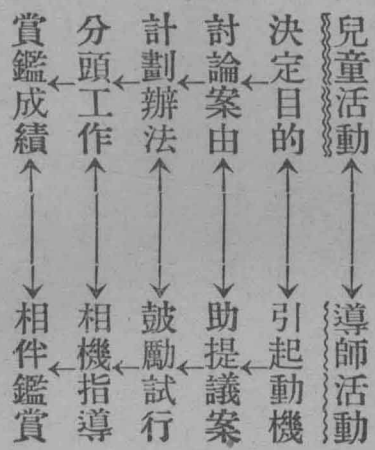 兒童活動
導師活動
決定目的
引起動機
討論案由
助提議案
計劃辦法
鼓勵試行
分頭工作
相機指導
賞鑑成績
相伴鑑賞